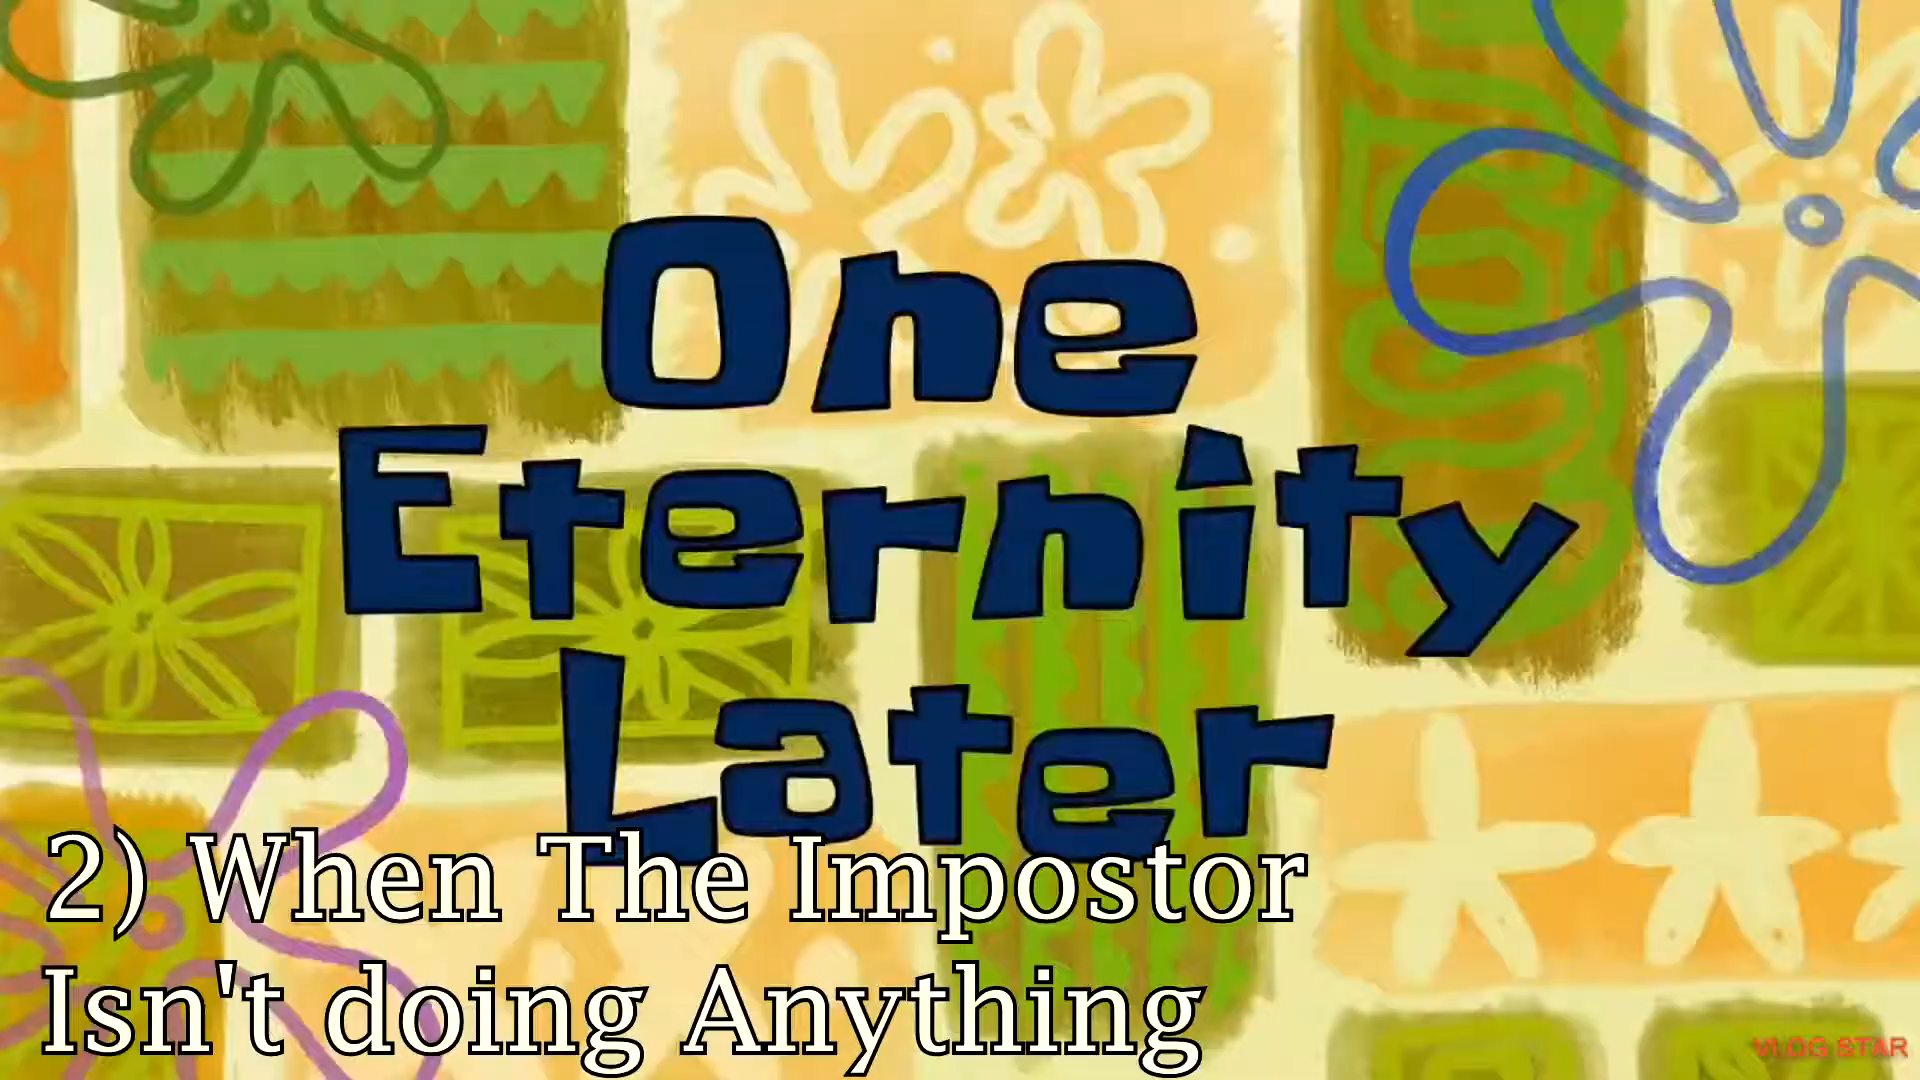 One
Eternity
Later
2) When The Impostor
Isn't doing Anything
VLOG STAR